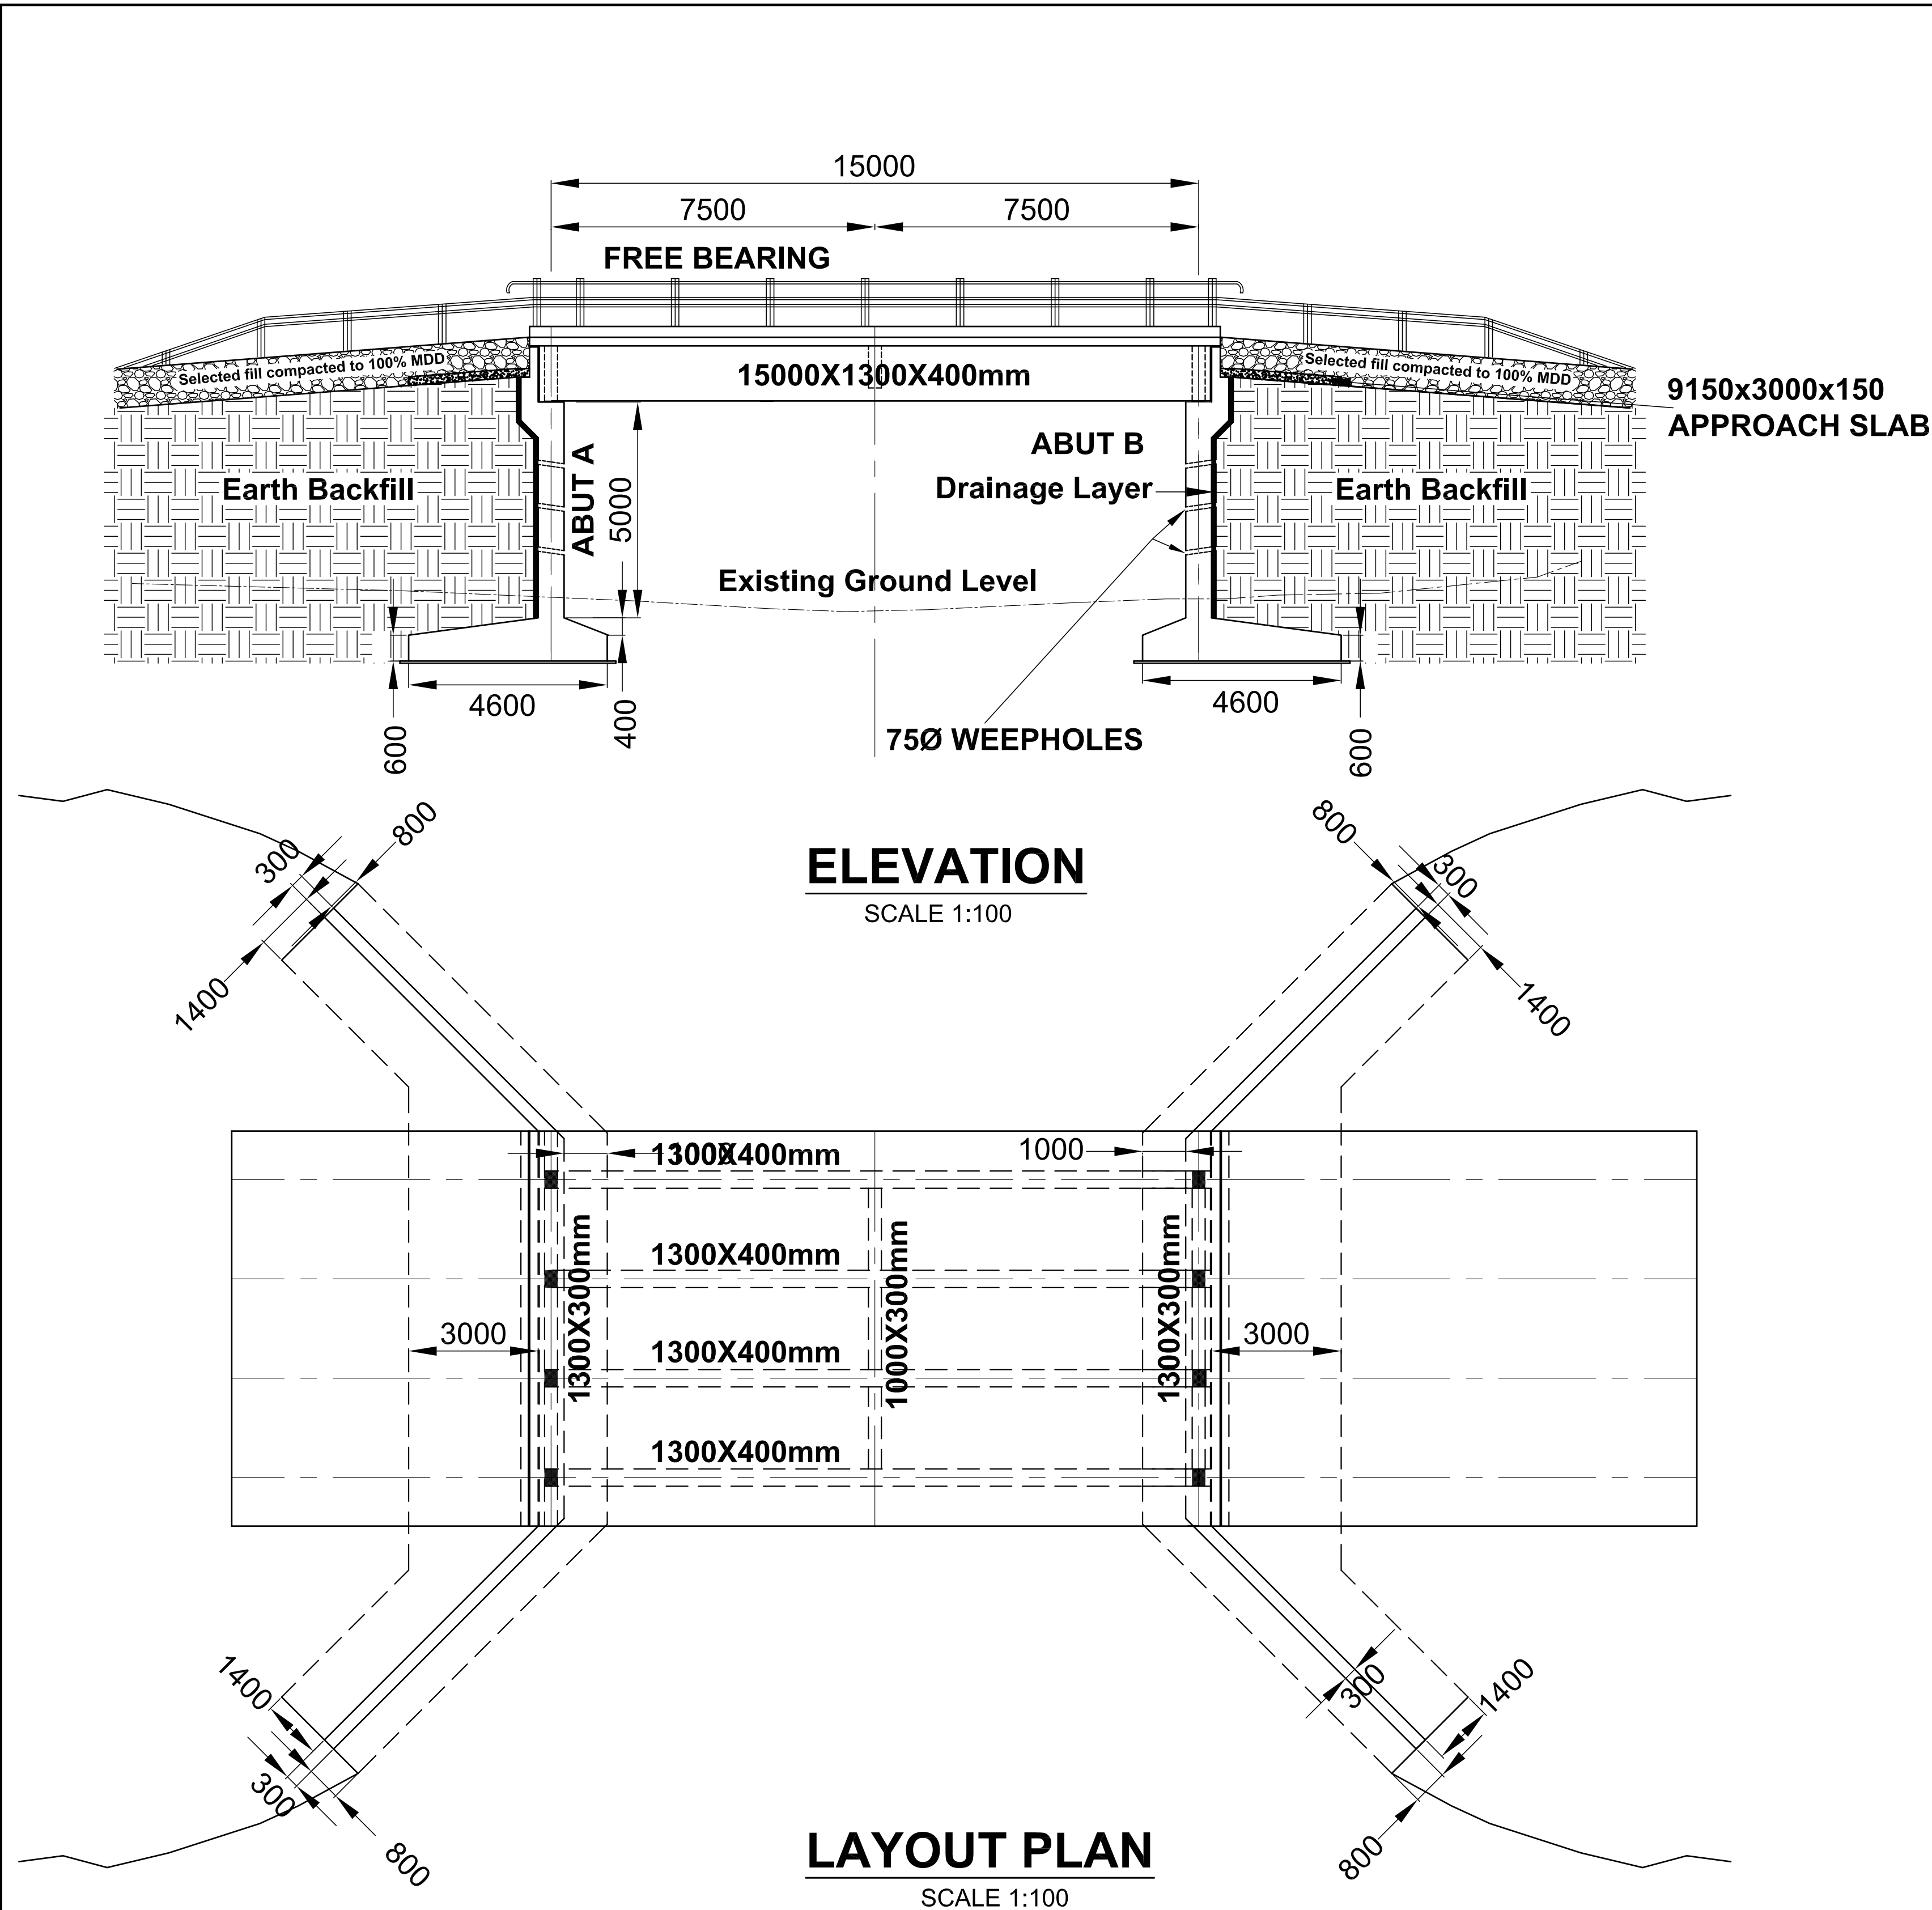 15000
7500
7500
FREE BEARING
Selected fill compacted to 100% MDD
15000X1300X400mm
Selected fill compacted to 100% MDD
9150x3000x150
APPROACH SLAB
ABUT A
5000
ABUT B
Earth Backfill
Drainage Layer
Earth Backfill
Existing Ground Level
4600
400
600
4600
600
75Ø WEEPHOLES
300
800
1400
800
300
1400
ELEVATION
SCALE 1:100
1300X400mm
1000
1300X400mm
1300X300mm
1000X300mm
1300X300mm
3000
1300X400mm
3000
1300X400mm
1400
300
800
300
1400
800
LAYOUT PLAN
SCALE 1:100